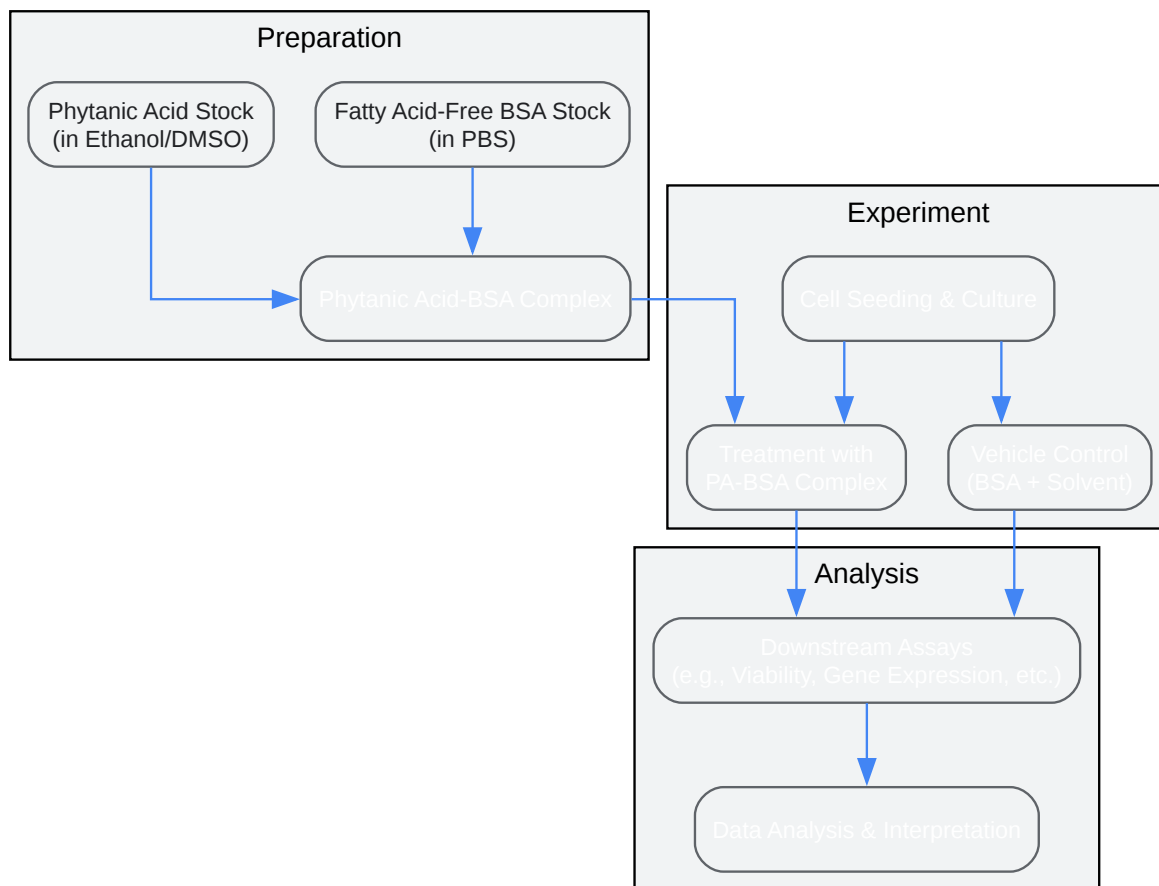 Preparation
Phytanic Acid Stock
(in Ethanol/DMSO)
Fatty Acid-Free BSA Stock
(in PBS)
Phytanic Acid-BSA Complex
Experiment
Cell Seeding & Culture
Treatment with
PA-BSA Complex
Vehicle Control
(BSA + Solvent)
Analysis
Downstream Assays
(e.g., Viability, Gene Expression, etc.)
Data Analysis & Interpretation